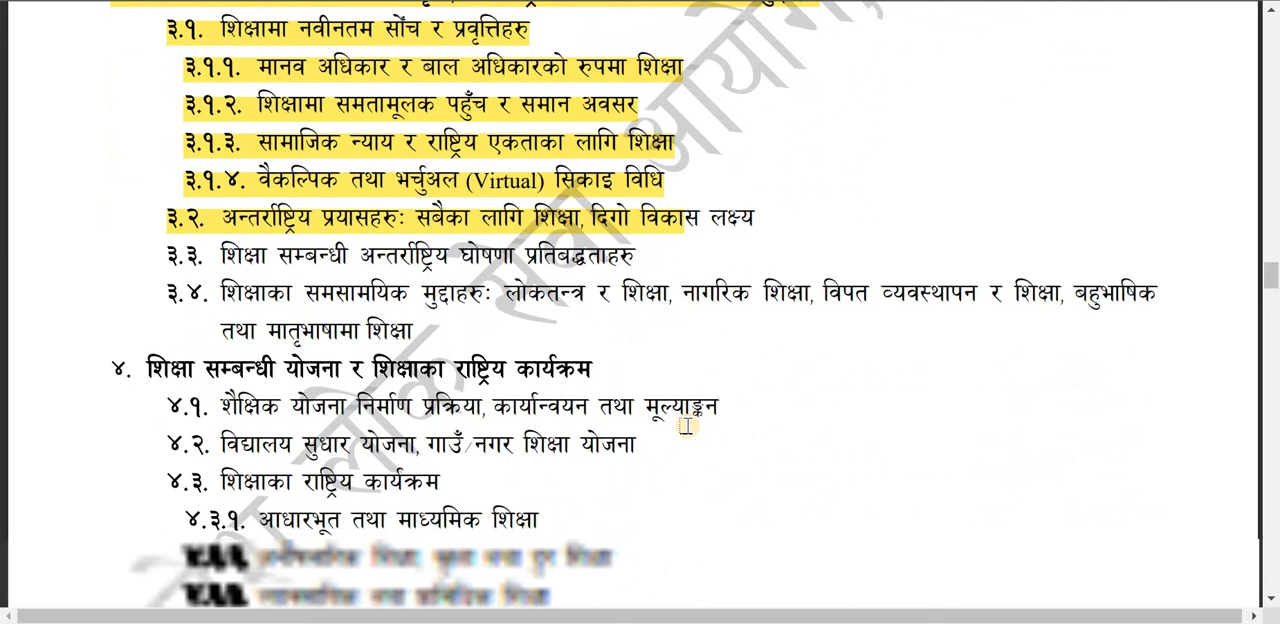 ३.१. शिक्षामा नवीनतम सोंच र प्रवृत्तिहरु
३.१.१. मानव अधिकार र बाल अधिकारको रुपमा शिक्षा
३.१.२. शिक्षामा समतामूलक पहुँच र समान अवसर
३.१.३. सामाजिक न्याय र राष्ट्रिय एकताका लागि शिक्षा
३.१.४. वैकल्पिक तथा भर्चुअल (Virtual) सिकाइ विधि
३.२. अन्तर्राष्ट्रिय प्रयासहरुः सबैका लागि शिक्षा, दिगो विकास लक्ष्य
३.३. शिक्षा सम्बन्धी अन्तर्राष्ट्रिय घोषणा प्रतिबद्धताहरु
३.४. शिक्षाका समसामयिक मुद्दाहरुः लोकतन्त्र र शिक्षा, नागरिक शिक्षा, विपत व्यवस्थापन र शिक्षा, बहुभाषिक
तथा मातृभाषामा शिक्षा
४. शिक्षा सम्बन्धी योजना र शिक्षाका राष्ट्रिय कार्यक्रम
४.१. शैक्षिक योजना निर्माण प्रक्रिया, कार्यान्वयन तथा मूल्याङ्कन
४.२. विद्यालय सुधार योजना, गाउँ/नगर शिक्षा योजना
४.३. शिक्षाका राष्ट्रिय कार्यक्रम
४.३.१. आधारभूत तथा माध्यमिक शिक्षा
लोक सेवा आयोग,